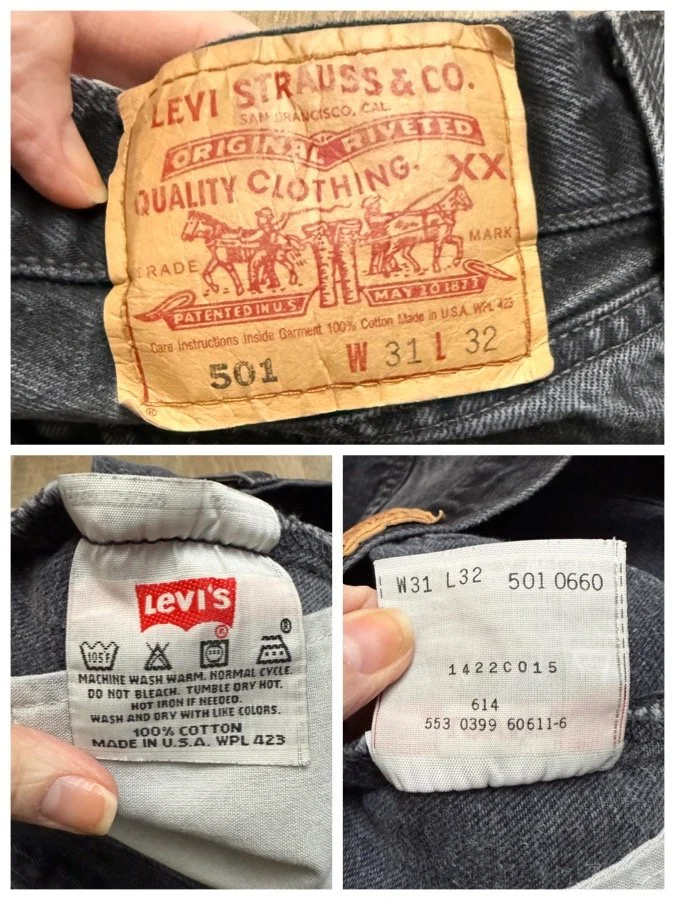 LEVI STRAUSS & CO.
SAN FRANCISCO, CAL.
ORIGINAL RIVETED
QUALITY CLOTHING. XX
TRADE MARK
PATENTED IN U.S. MAY 20 1873
Care Instructions Inside Garment 100% Cotton Made in U.S.A. WPL 423
501 W 31 L 32
®
LEVI'S
®
105°F ®
MACHINE WASH WARM. NORMAL CYCLE.
DO NOT BLEACH. TUMBLE DRY HOT.
HOT IRON IF NEEDED.
WASH AND DRY WITH LIKE COLORS.
100% COTTON
MADE IN U.S.A. WPL 423
W31 L32 501 0660
1422C015
614
553 0399 60611-6